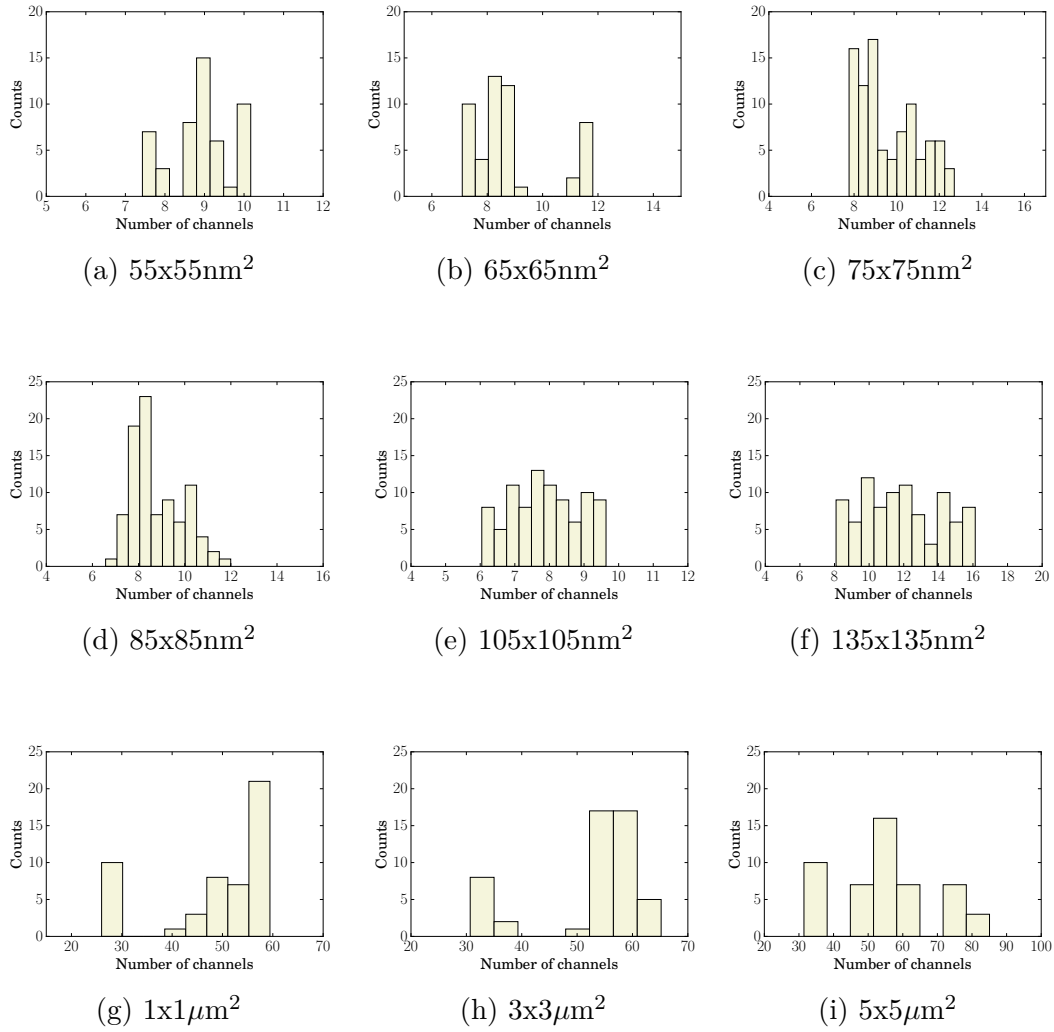 20
15
10
5
0
Counts
5 6 7 8 9 10 11 12
Number of channels
(a) 55x55nm²
20
15
10
5
0
Counts
6 8 10 12 14
Number of channels
(b) 65x65nm²
20
15
10
5
0
Counts
4 6 8 10 12 14 16
Number of channels
(c) 75x75nm²
25
20
15
10
5
0
Counts
4 6 8 10 12 14 16
Number of channels
(d) 85x85nm²
25
20
15
10
5
0
Counts
4 5 6 7 8 9 10 11 12
Number of channels
(e) 105x105nm²
25
20
15
10
5
0
Counts
4 6 8 10 12 14 16 18 20
Number of channels
(f) 135x135nm²
25
20
15
10
5
0
Counts
20 30 40 50 60 70
Number of channels
(g) 1x1μm²
25
20
15
10
5
0
Counts
20 30 40 50 60 70
Number of channels
(h) 3x3μm²
25
20
15
10
5
0
Counts
20 30 40 50 60 70 80 90 100
Number of channels
(i) 5x5μm²